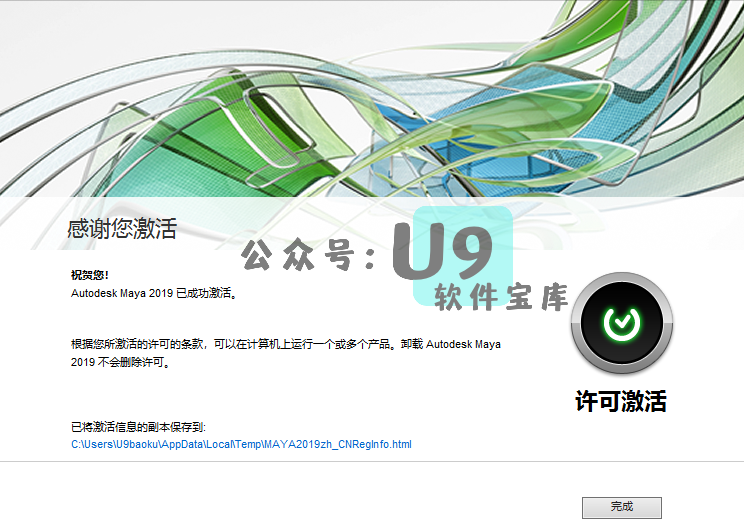 感谢您激活
公众号：U9
软件宝库
祝贺您！
Autodesk Maya 2019 已成功激活。
根据您所激活的许可的条款，可以在计算机上运行一个或多个产品。卸载 Autodesk Maya
2019 不会删除许可。
许可激活
已将激活信息的副本保存到:
C:\Users\U9baoku\AppData\Local\Temp\MAYA2019zh_CNRegInfo.html
完成